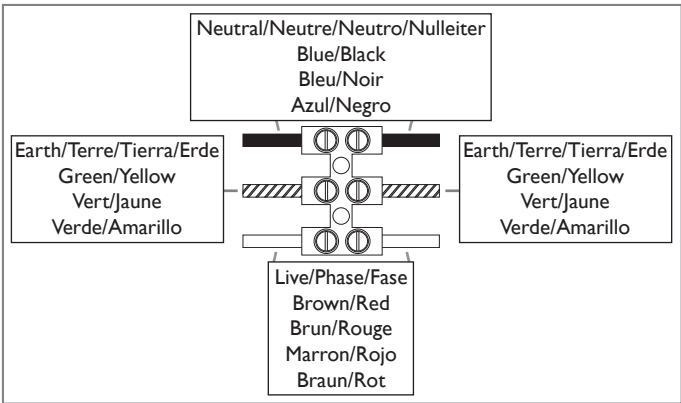 Neutral/Neutre/Neutro/Nulleiter
Blue/Black
Bleu/Noir
Azul/Negro
Earth/Terre/Tierra/Erde
Green/Yellow
Vert/Jaune
Verde/Amarillo
Earth/Terre/Tierra/Erde
Green/Yellow
Vert/Jaune
Verde/Amarillo
Live/Phase/Fase
Brown/Red
Brun/Rouge
Marron/Rojo
Braun/Rot